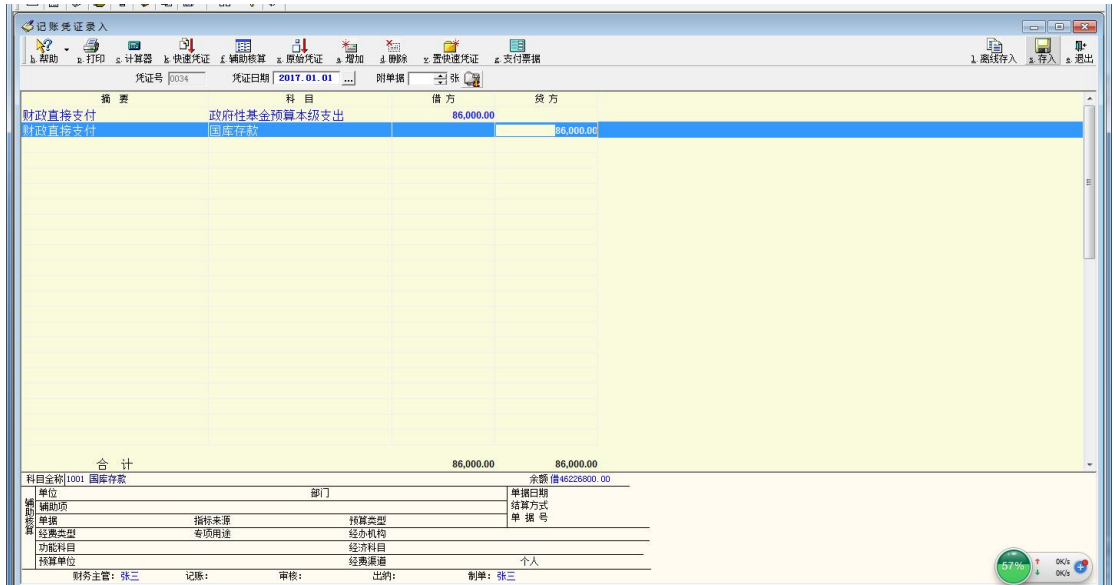 记账凭证录入
h.帮助 p.打印 c.计算器 k.快速凭证 f.辅助核算 x.原始凭证 a.增加 d.删除 z.置快速凭证 g.支付票据 l.离线存入 s.存入 e.退出
凭证号 0034 凭证日期 2017.01.01 ... 附单据 张
摘 要 科 目 借 方 贷 方
财政直接支付 政府性基金预算本级支出 86,000.00
财政直接支付 国库存款 86,000.00
合 计 86,000.00 86,000.00
科目全称 1001 国库存款 余额 借46226800.00
辅助核算
单位 部门 单据日期
辅助项 结算方式
单据 指标来源 预算类型 单 据 号
经费类型 专项用途 经办机构
功能科目 经济科目
预算单位 经费渠道 个人
财务主管: 张三 记账: 审核: 出纳: 制单: 张三
57% 0K/s
0K/s